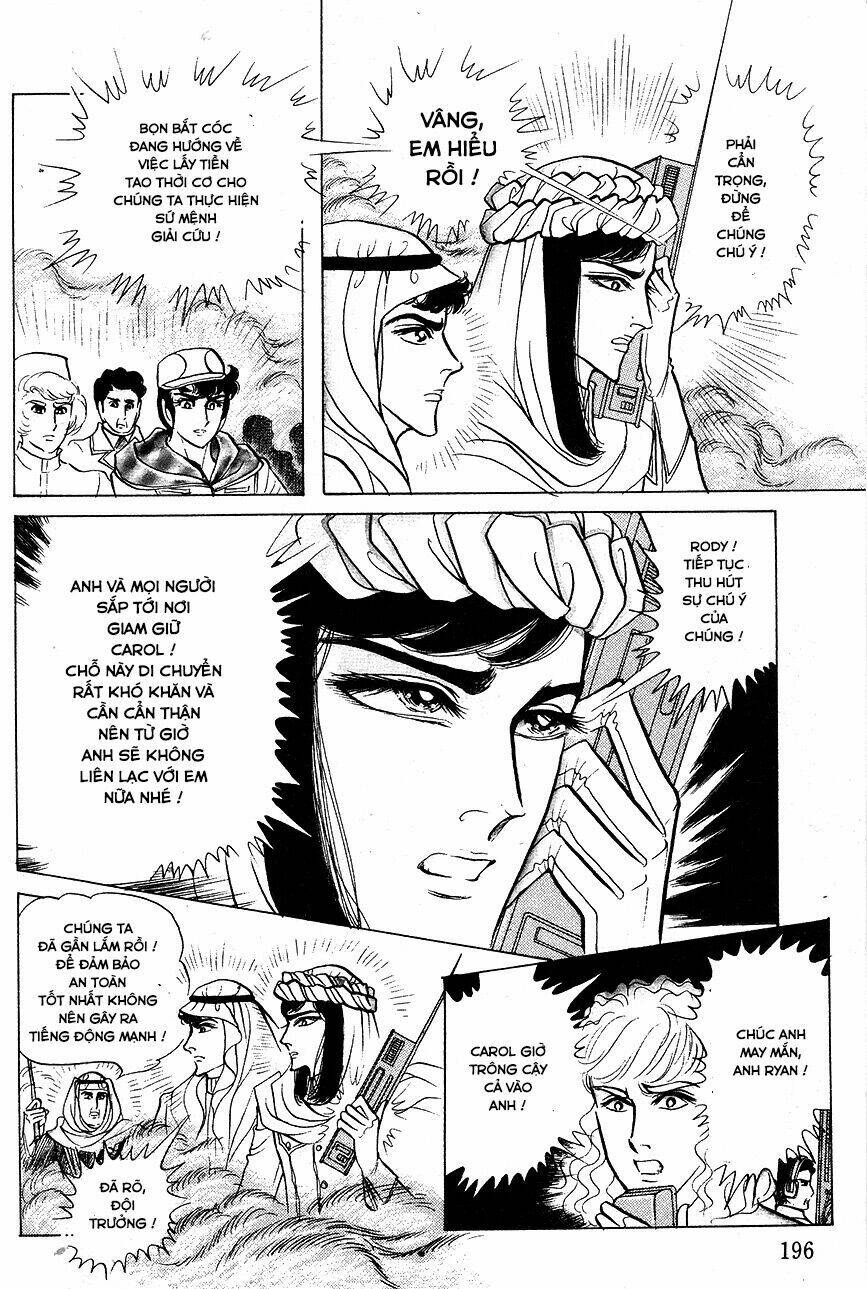 PHẢI
CẨN
TRỌNG,
ĐỪNG
ĐỂ
CHÚNG
CHÚ Ý !
VÂNG,
EM HIỂU
RỒI !
BỌN BẮT CÓC
ĐANG HƯỚNG VỀ
VIỆC LẤY TIỀN
TAO THỜI CƠ CHO
CHÚNG TA THỰC HIỆN
SỨ MỆNH
GIẢI CỨU !
RODY !
TIẾP TỤC
THU HÚT
SỰ CHÚ Ý
CỦA
CHÚNG !
ANH VÀ MỌI NGƯỜI
SẮP TỚI NƠI
GIAM GIỮ
CAROL !
CHỖ NÀY DI CHUYỂN
RẤT KHÓ KHĂN VÀ
CẦN CẨN THẬN
NÊN TỪ GIỜ
ANH SẼ KHÔNG
LIÊN LẠC VỚI EM
NỮA NHÉ !
CHÚC ANH
MAY MẮN,
ANH RYAN !
CAROL GIỜ
TRÔNG CẬY
CẢ VÀO
ANH !
CHÚNG TA
ĐÃ GẦN LẮM RỒI !
ĐỂ ĐẢM BẢO
AN TOÀN
TỐT NHẤT KHÔNG
NÊN GÂY RA
TIẾNG ĐỘNG MẠNH !
ĐÃ RÕ,
ĐỘI
TRƯỞNG !
196